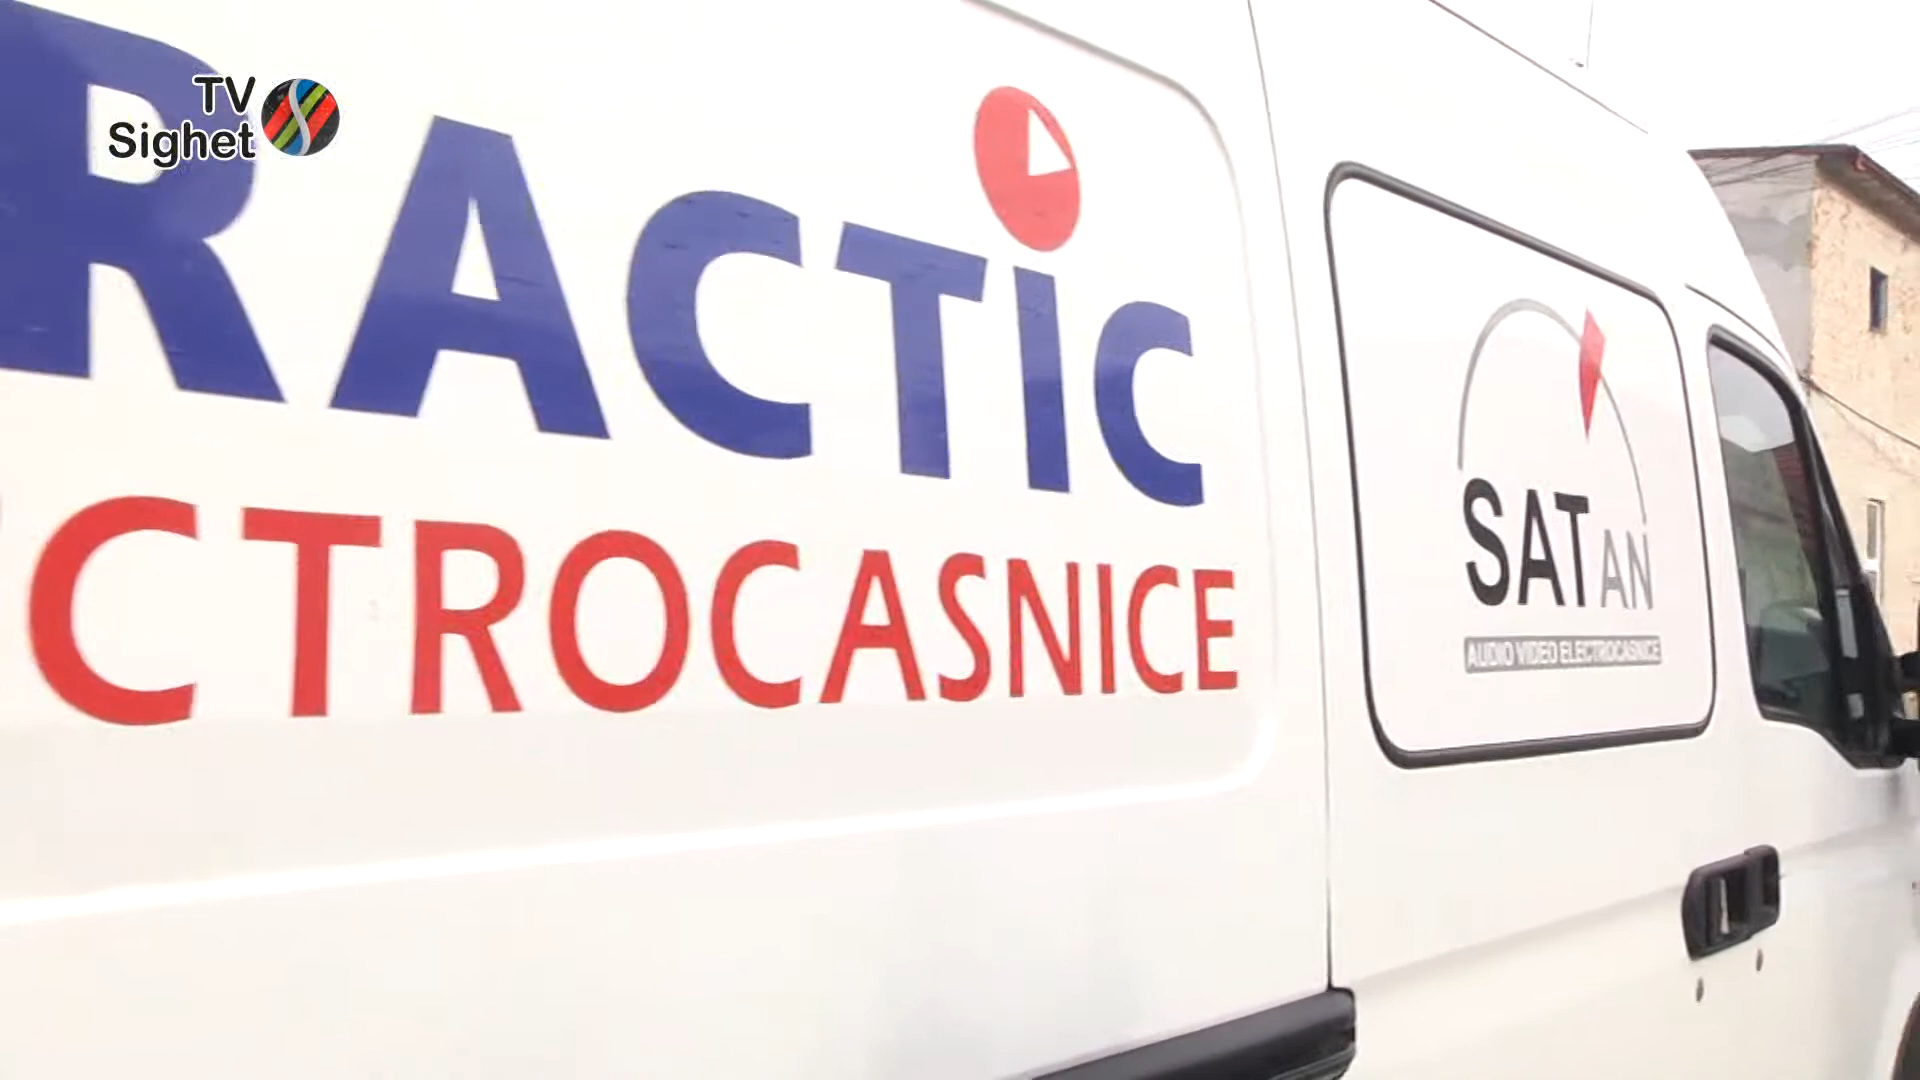 TV
Sighet
RACTIC
CTROCASNICE
SATAN
AUDIO VIDEO ELECTROCASNICE